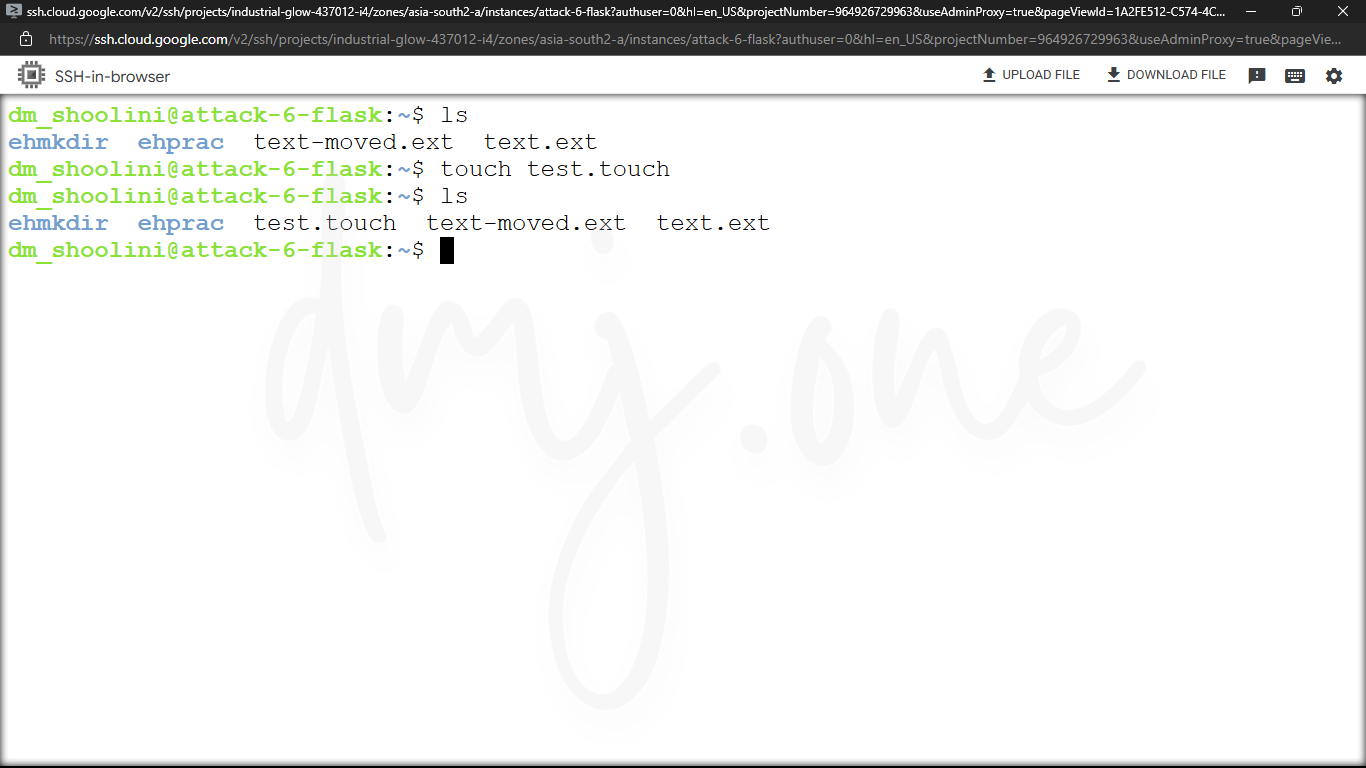 ssh.cloud.google.com/v2/ssh/projects/industrial-glow-437012-i4/zones/asia-south2-a/instances/attack-6-flask?authuser=0&hl=en_US&projectNumber=964926729963&useAdminProxy=true&pageViewId=1A2FE512-C574-4C...
https://ssh.cloud.google.com/v2/ssh/projects/industrial-glow-437012-i4/zones/asia-south2-a/instances/attack-6-flask?authuser=0&hl=en_US&projectNumber=964926729963&useAdminProxy=true&pageVie...
SSH-in-browser UPLOAD FILE DOWNLOAD FILE
dm_shoolini@attack-6-flask:~$ ls
ehmkdir ehprac text-moved.ext text.ext
dm_shoolini@attack-6-flask:~$ touch test.touch
dm_shoolini@attack-6-flask:~$ ls
ehmkdir ehprac test.touch text-moved.ext text.ext
dm_shoolini@attack-6-flask:~$
dmj.one